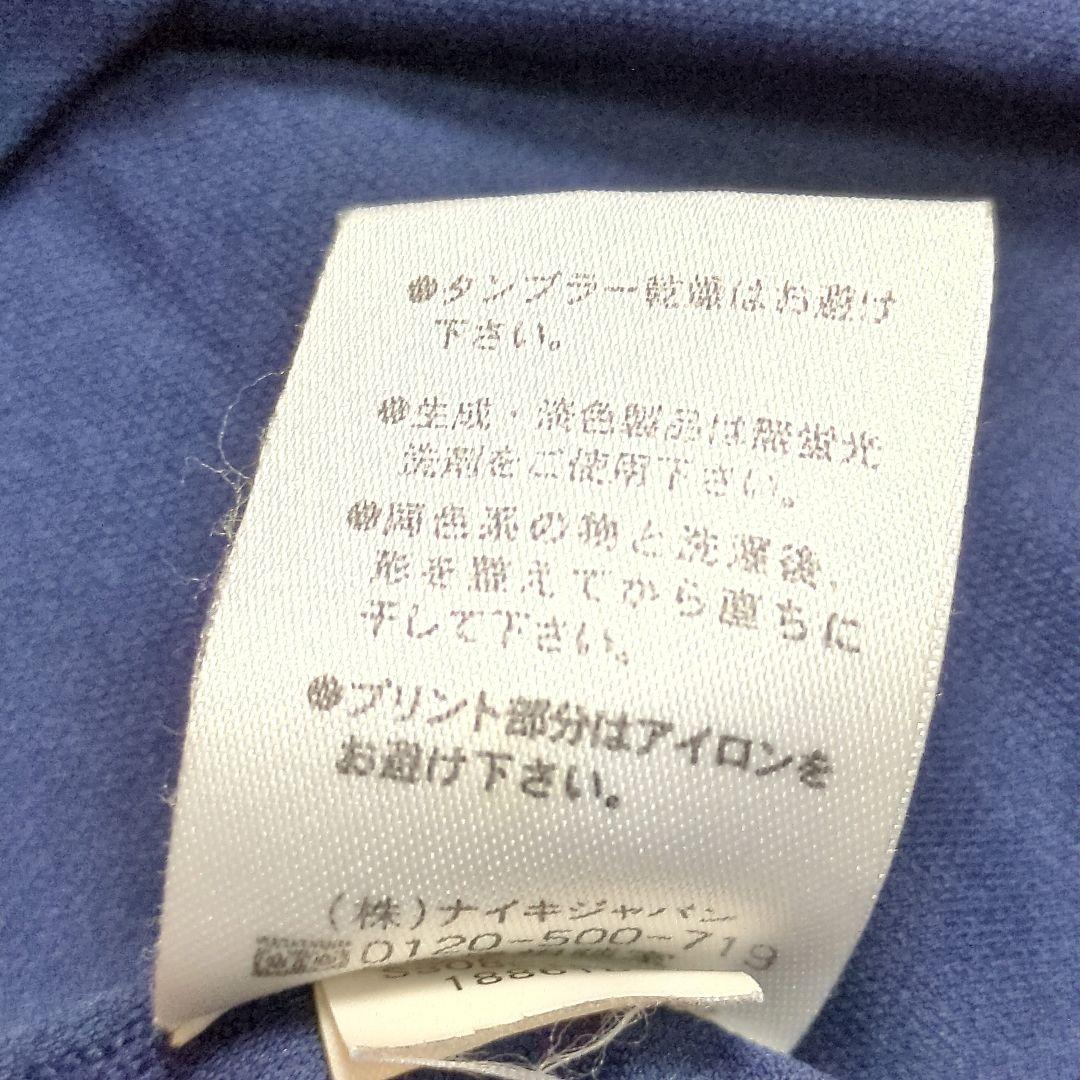 ●タンブラー乾燥はお避け
下さい。
●生成・淡色製品は無蛍光
洗剤をご使用下さい。
●同色系の物と洗濯後、
形を整えてから直ちに
干して下さい。
●プリント部分はアイロンを
お避け下さい。
(株)ナイキジャパン
0120-500-719